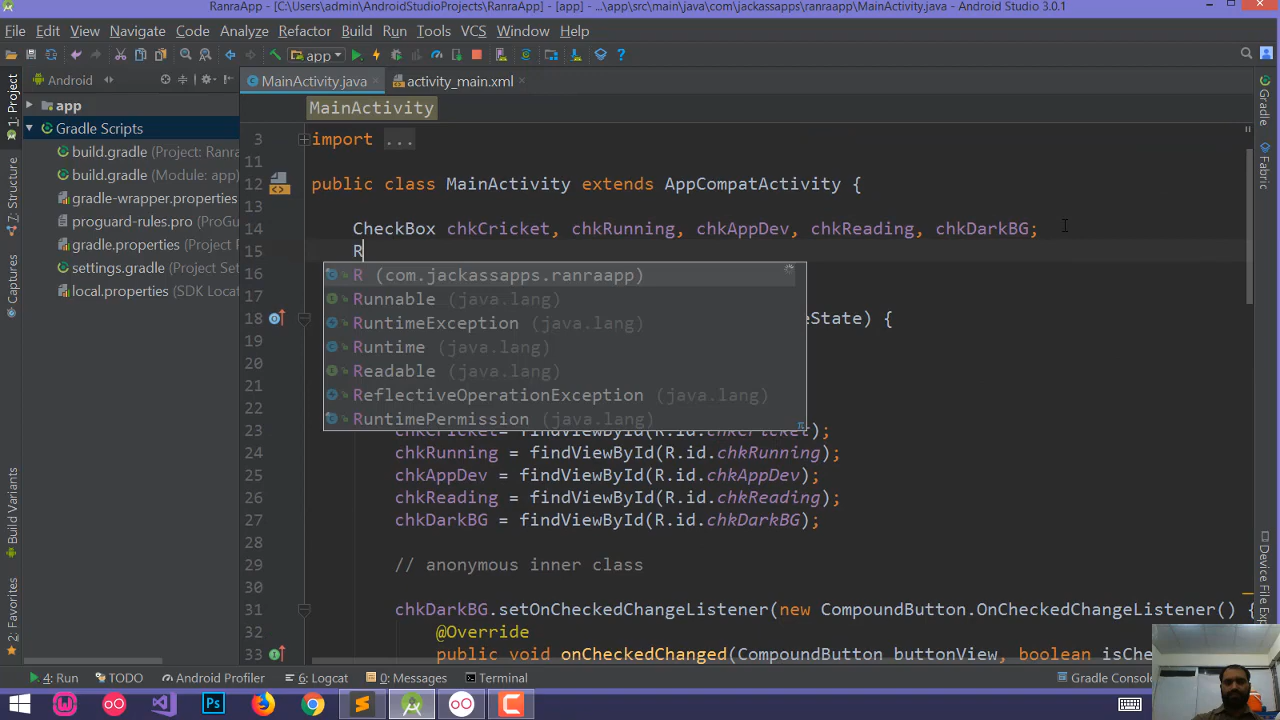 RanraApp - [C:\Users\admin\AndroidStudioProjects\RanraApp] - [app] - ...\app\src\main\java\com\jackassapps\ranraapp\MainActivity.java - Android Studio 3.0.1
File Edit View Navigate Code Analyze Refactor Build Run Tools VCS Window Help
app
Android
MainActivity.java
activity_main.xml
MainActivity
1: Project
7: Structure
Captures
Build Variants
2: Favorites
app
Gradle Scripts
build.gradle (Project: Ranra
build.gradle (Module: app)
gradle-wrapper.properties
proguard-rules.pro (ProGu
gradle.properties (Project
settings.gradle (Project Se
local.properties (SDK Locat
3 import ...
11
12 public class MainActivity extends AppCompatActivity {
13
14 CheckBox chkCricket, chkRunning, chkAppDev, chkReading, chkDarkBG;
15 R
16 R (com.jackassapps.ranraapp)
17 Runnable (java.lang)
18 RuntimeException (java.lang) eState) {
19 Runtime (java.lang)
20 Readable (java.lang)
21 ReflectiveOperationException (java.lang)
22 RuntimePermission (java.lang)
23 chkCricket= findViewById(R.id.chkCricket);
24 chkRunning = findViewById(R.id.chkRunning);
25 chkAppDev = findViewById(R.id.chkAppDev);
26 chkReading = findViewById(R.id.chkReading);
27 chkDarkBG = findViewById(R.id.chkDarkBG);
28
29 // anonymous inner class
30
31 chkDarkBG.setOnCheckedChangeListener(new CompoundButton.OnCheckedChangeListener() {
32 @Override
33 public void onCheckedChanged(CompoundButton buttonView, boolean isChe
Gradle
Fabric
Device File Exp
4: Run TODO Android Profiler 6: Logcat 0: Messages Terminal Gradle Conso
Ps